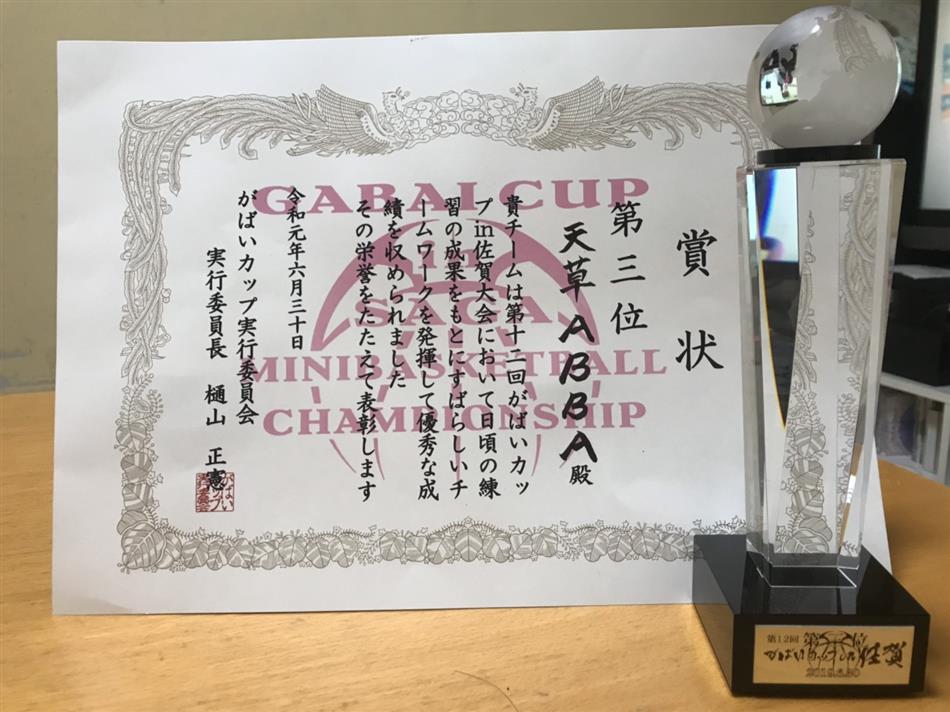 賞状
第三位
天草ABBA殿
貴チームは第十二回がばいカッ
プin佐賀大会において日頃の練
習の成果をもとにすばらしいチ
ームワークを発揮して優秀な成
績を収められました
その栄誉をたたえて表彰します
令和元年六月三十日
がばいカップ実行委員会
実行委員長 樋山 正憲
GABAI CUP
SAGA
MINIBASKETBALL
CHAMPIONSHIP
第12回 第 位
がばいカップin佐賀
2019.6.30